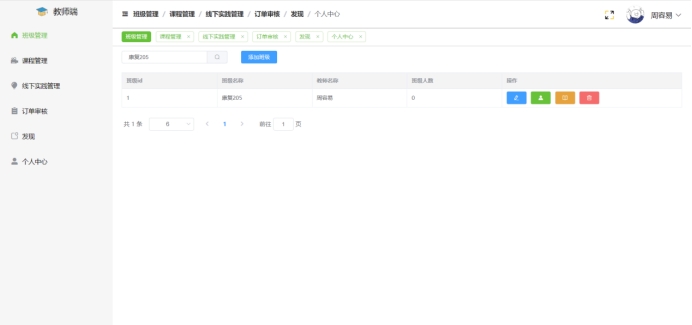 教师端
班级管理 / 课程管理 / 线下实践管理 / 订单审核 / 发现 / 个人中心
周容易
班级管理
课程管理
线下实践管理
订单审核
发现
个人中心
班级管理 课程管理 × 线下实践管理 × 订单审核 × 发现 × 个人中心 ×
康复205
添加班级
班级id 班级名称 教师名称 班级人数 操作
1 康复205 周容易 0
共 1 条 6 1 前往 1 页